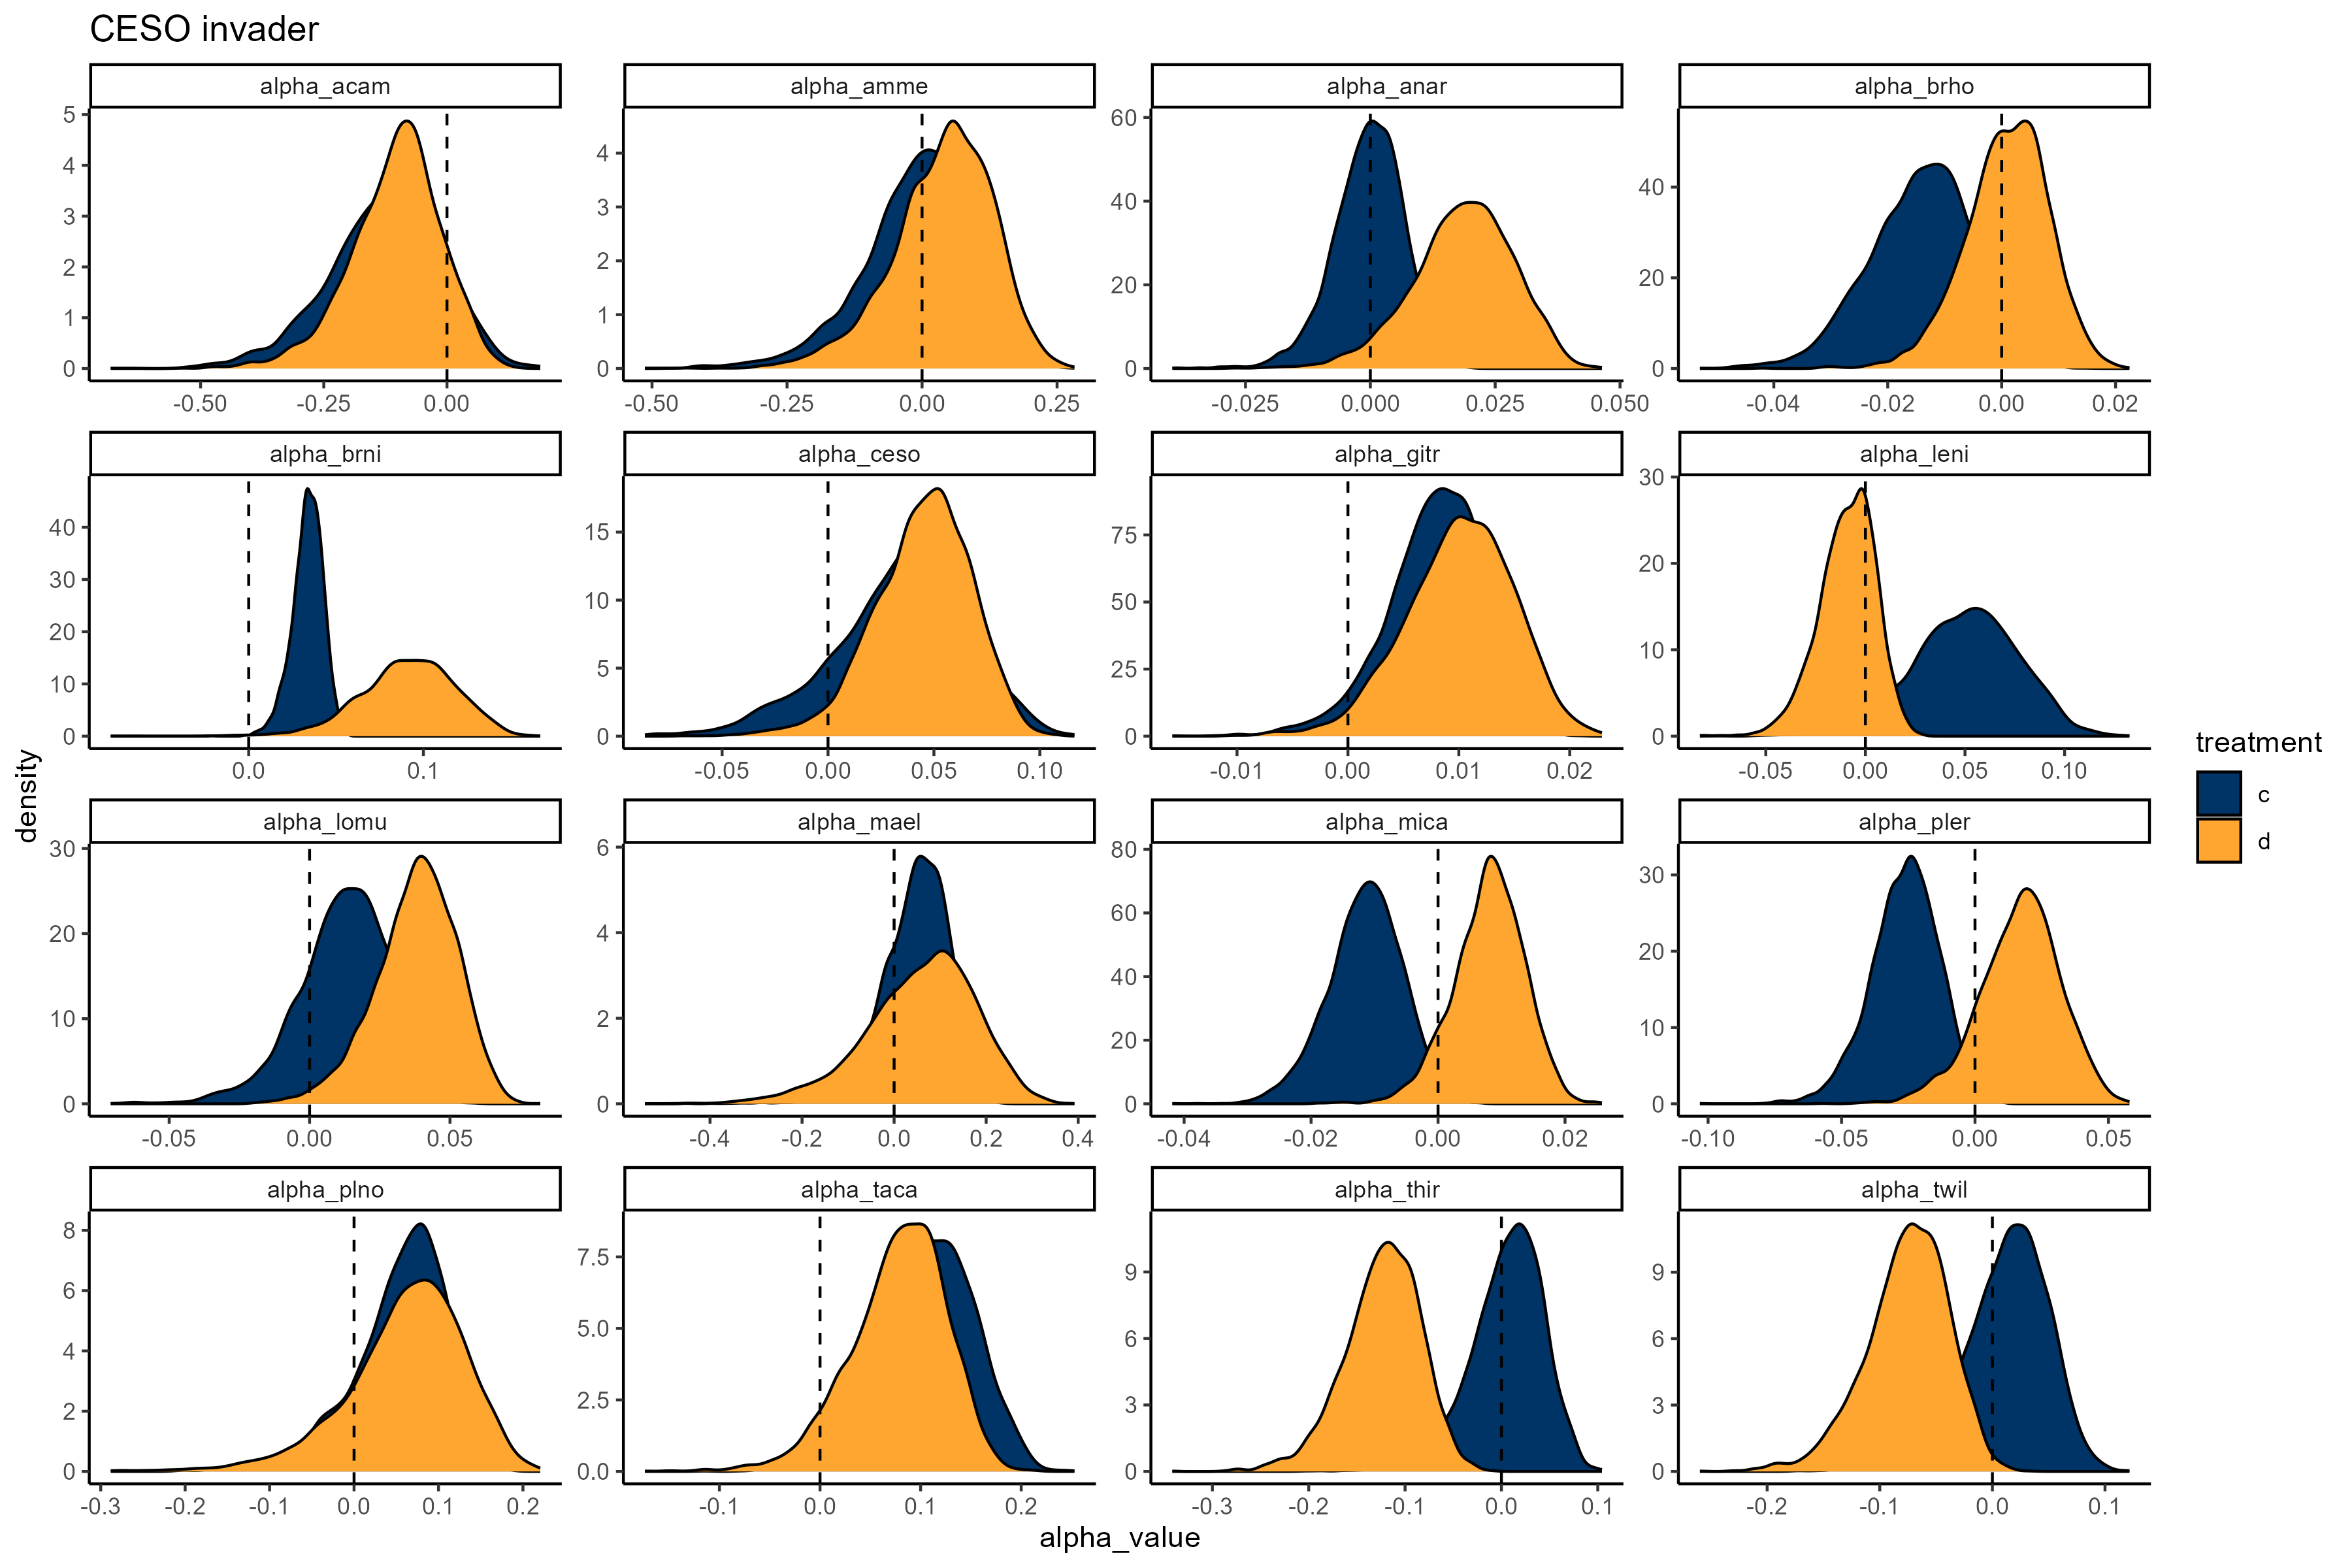 CESO invader
alpha_acam alpha_amme alpha_anar alpha_brho
5 4 3 2 1 0
4 3 2 1 0
60 40 20 0
40 20 0
-0.50 -0.25 0.00
-0.50 -0.25 0.00 0.25
-0.025 0.000 0.025 0.050
-0.04 -0.02 0.00 0.02
alpha_brni alpha_ceso alpha_gitr alpha_leni
40 30 20 10 0
15 10 5 0
75 50 25 0
30 20 10 0
0.0 0.1
-0.05 0.00 0.05 0.10
-0.01 0.00 0.01 0.02
-0.05 0.00 0.05 0.10
alpha_lomu alpha_mael alpha_mica alpha_pler
30 20 10 0
6 4 2 0
80 60 40 20 0
30 20 10 0
-0.05 0.00 0.05
-0.4 -0.2 0.0 0.2 0.4
-0.04 -0.02 0.00 0.02
-0.10 -0.05 0.00 0.05
alpha_plno alpha_taca alpha_thir alpha_twil
8 6 4 2 0
7.5 5.0 2.5 0.0
9 6 3 0
9 6 3 0
-0.3 -0.2 -0.1 0.0 0.1 0.2
-0.1 0.0 0.1 0.2
-0.3 -0.2 -0.1 0.0 0.1
-0.2 -0.1 0.0 0.1
density
alpha_value
treatment
c
d